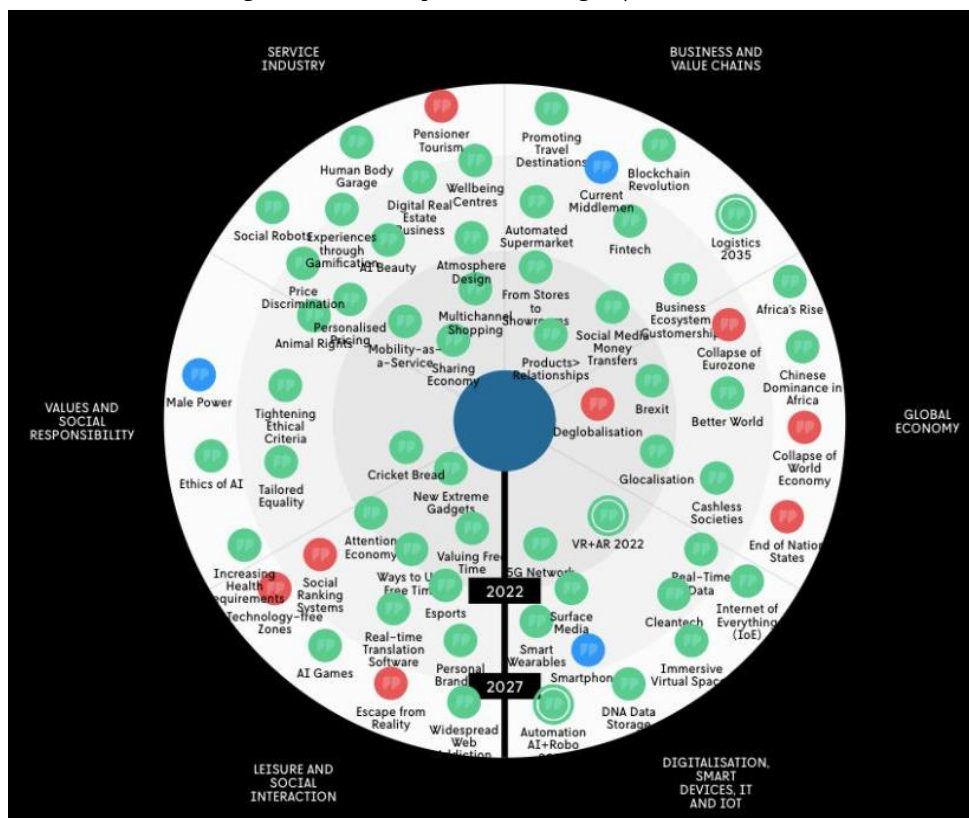 SERVICE
INDUSTRY
BUSINESS AND
VALUE CHAINS
Pensioner
Tourism
Promoting
Travel
Destinations
Human Body
Garage
Wellbeing
Centres
Blockchain
Revolution
Current
Middlemen
Digital Real
Estate
Business
Social Robots
Experiences
through
Gamification
AI Beauty
Automated
Supermarket
Fintech
Logistics
2035
Atmosphere
Design
Price
Discrimination
From Stores
to
Showrooms
Business
Ecosystem
Customership
Africa's Rise
Animal Rights
Personalised
Pricing
Multichannel
Shopping
Social Media
Money
Transfers
Mobility-as-
a-Service
Sharing
Economy
Products>
Relationships
Collapse of
Eurozone
Chinese
Dominance in
Africa
Male Power
Tightening
Ethical
Criteria
Brexit
Better World
Deglobalisation
VALUES AND
SOCIAL
RESPONSIBILITY
GLOBAL
ECONOMY
Collapse of
World
Economy
Ethics of AI
Tailored
Equality
Cricket Bread
New Extreme
Gadgets
Glocalisation
Cashless
Societies
End of Nation
States
Attention
Economy
Valuing Free
Time
VR+AR 2022
Increasing
Health
Technology-free
Zones
Social
Ranking
Systems
Ways to U
Free Tim
5G Network
Real-Time
Data
Internet of
Everything
(IoE)
2022
Esports
Surface
Media
Cleantech
Real-time
Translation
Software
Smart
Wearables
AI Games
Personal
Brand
Smartphon
Immersive
Virtual Spac
2027
Escape from
Reality
Widespread
Web
Automation
AI+Robo
DNA Data
Storage
LEISURE AND
SOCIAL
INTERACTION
DIGITALISATION,
SMART
DEVICES, IT
AND IOT